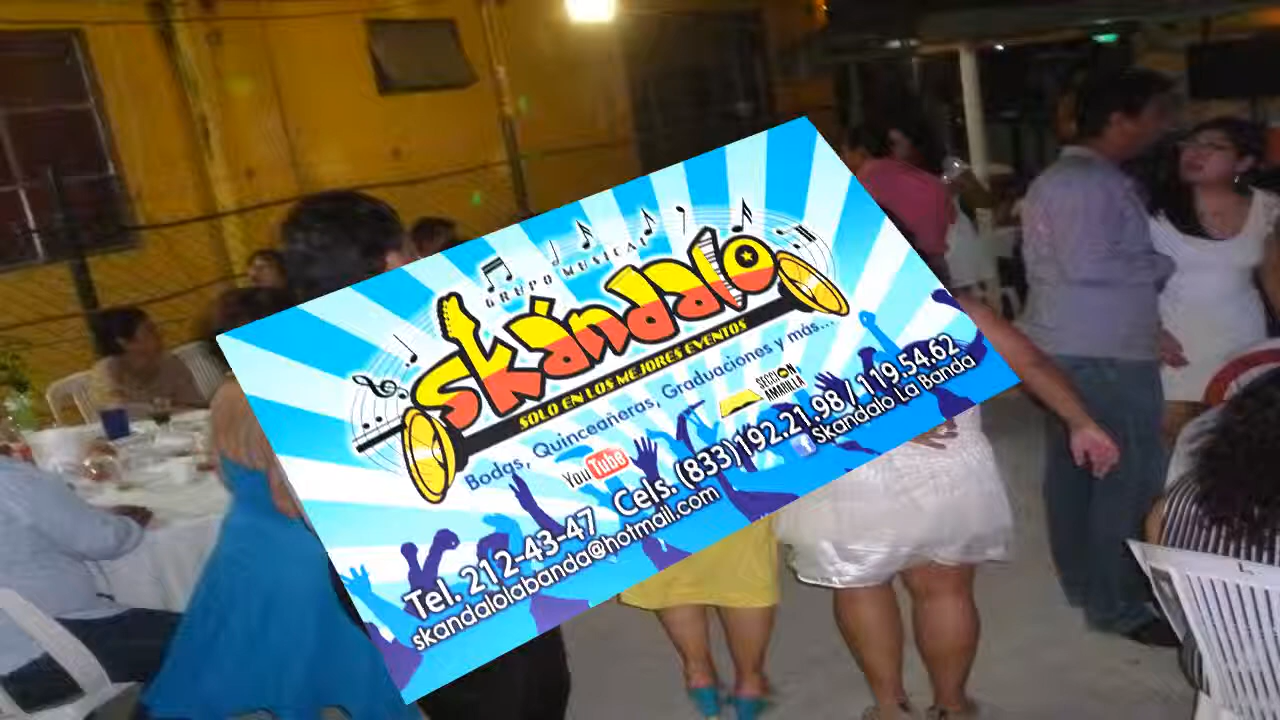 GRUPO MUSICAL
Skándalo
SOLO EN LOS MEJORES EVENTOS
Bodas, Quinceañeras, Graduaciones y más...
YouTube
SECCIÓN AMARILLA
Tel. 212-43-47 Cels. (833)192.21.98/119.54.62
skandalolabanda@hotmail.com f Skandalo La Banda